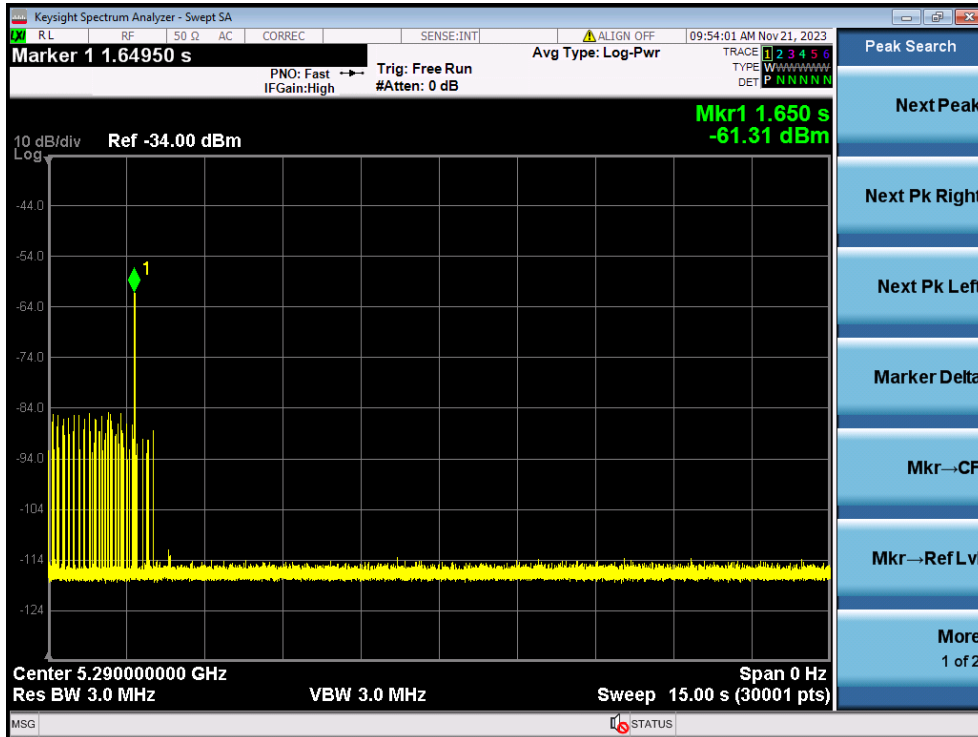 Keysight Spectrum Analyzer - Swept SA
LXI RL RF 50 Ω AC CORREC SENSE:INT ALIGN OFF 09:54:01 AM Nov 21, 2023
Marker 1 1.64950 s
PNO: Fast
IFGain:High
Trig: Free Run
#Atten: 0 dB
Avg Type: Log-Pwr
TRACE 1 2 3 4 5 6
TYPE WWWWWW
DET P N N N N N
Peak Search
Mkr1 1.650 s
-61.31 dBm
10 dB/div Ref -34.00 dBm
Log
-44.0
-54.0
-64.0
-74.0
-84.0
-94.0
-104
-114
-124
1
Center 5.290000000 GHz Span 0 Hz
Res BW 3.0 MHz VBW 3.0 MHz Sweep 15.00 s (30001 pts)
Next Peak
Next Pk Right
Next Pk Left
Marker Delta
Mkr→CF
Mkr→Ref Lvl
More
1 of 2
MSG STATUS